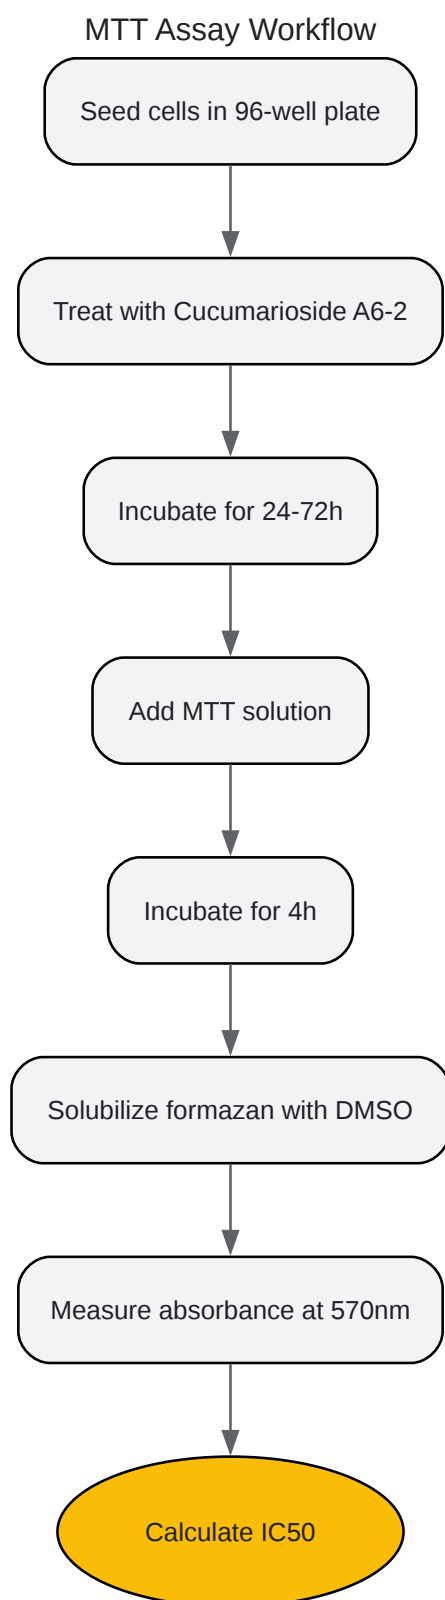 MTT Assay Workflow
Seed cells in 96-well plate
Treat with Cucumarioside A6-2
Incubate for 24-72h
Add MTT solution
Incubate for 4h
Solubilize formazan with DMSO
Measure absorbance at 570nm
Calculate IC50